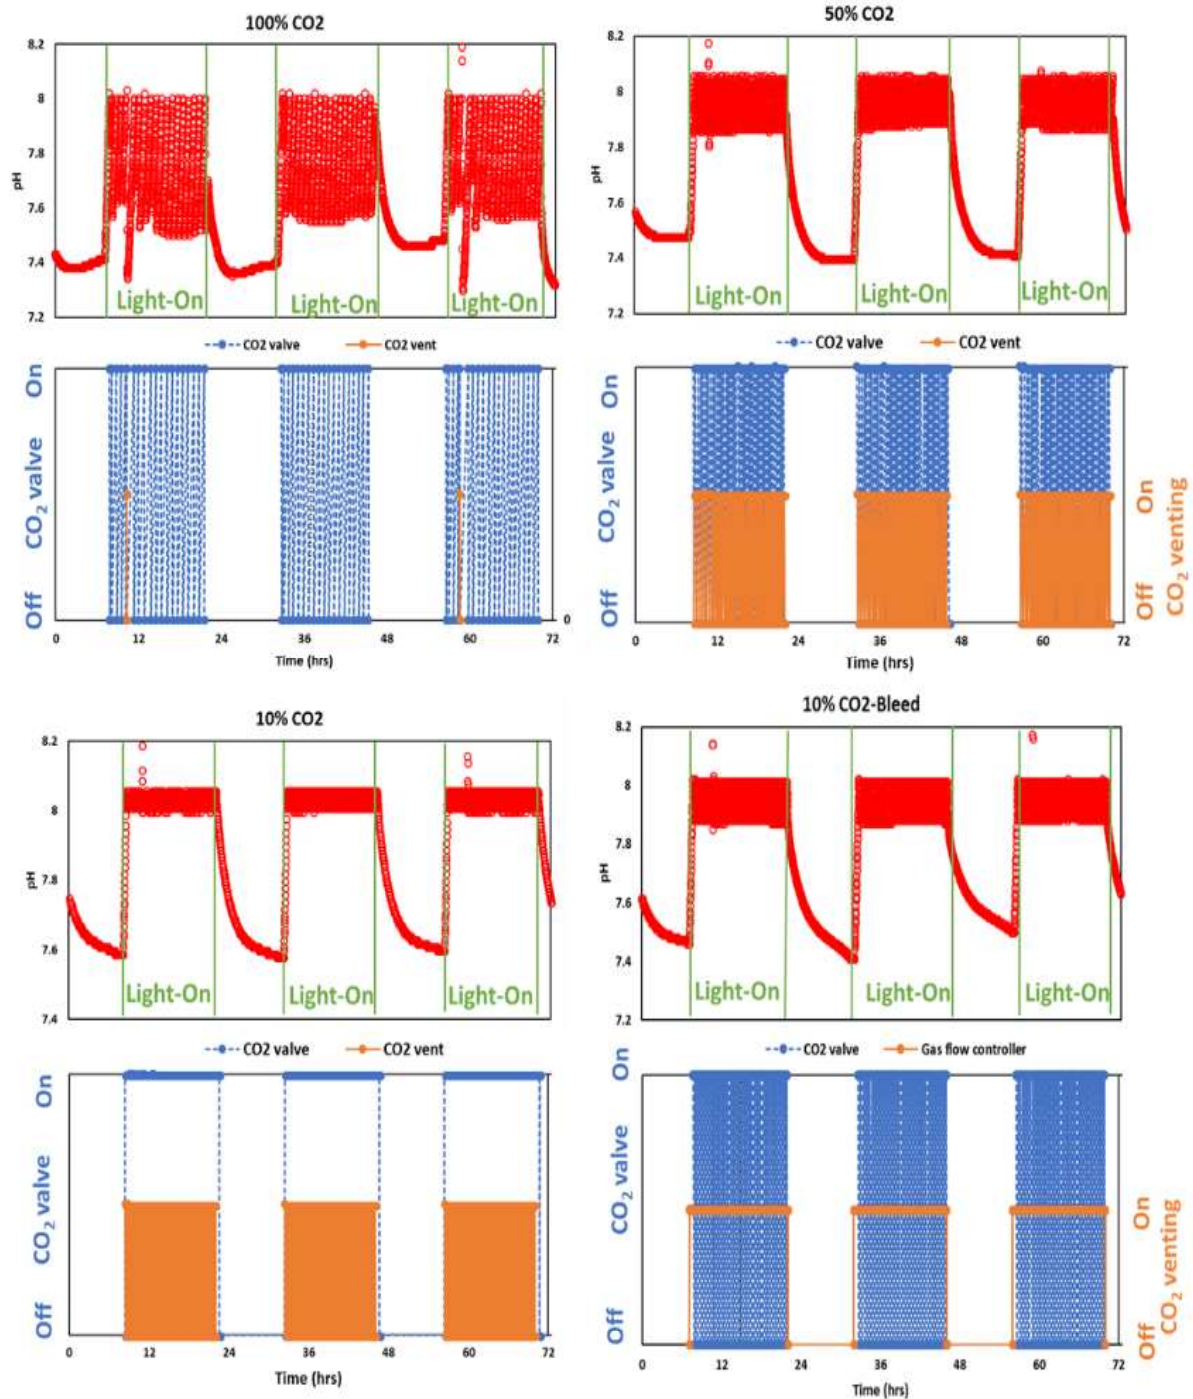 100% CO2
8.2
8
7.8
7.6
7.4
7.2
pH
Light-On
Light-On
Light-On
CO2 valve
CO2 vent
On
CO2 valve
Off
0
0
12
24
36
48
60
72
Time (hrs)
50% CO2
8.2
8
7.8
7.6
7.4
7.2
pH
Light-On
Light-On
Light-On
CO2 valve
CO2 vent
On
CO2 valve
Off
On
Off
CO2 venting
0
12
24
36
48
60
72
Time (hrs)
10% CO2
8.2
8
7.8
7.6
7.4
pH
Light-On
Light-On
Light-On
CO2 valve
CO2 vent
On
CO2 valve
Off
0
12
24
36
48
60
72
Time (hrs)
10% CO2-Bleed
8.2
8
7.8
7.6
7.4
7.2
pH
Light-On
Light-On
Light-On
CO2 valve
Gas flow controller
On
CO2 valve
Off
On
Off
CO2 venting
0
12
24
36
48
60
72
Time (hrs)